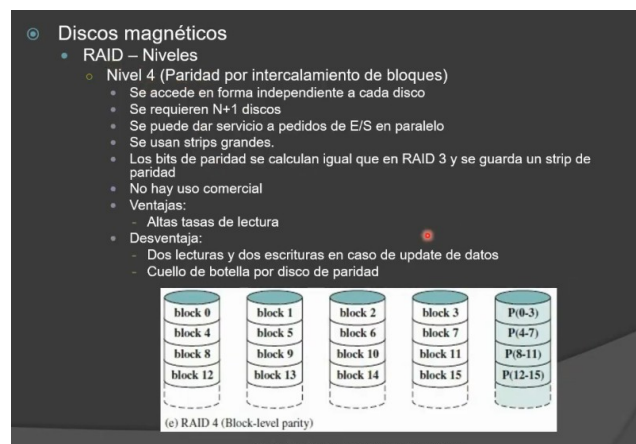 Discos magnéticos
RAID – Niveles
Nivel 4 (Paridad por intercalamiento de bloques)
Se accede en forma independiente a cada disco
Se requieren N+1 discos
Se puede dar servicio a pedidos de E/S en paralelo
Se usan strips grandes.
Los bits de paridad se calculan igual que en RAID 3 y se guarda un strip de
paridad
No hay uso comercial
Ventajas:
- Altas tasas de lectura
Desventaja:
- Dos lecturas y dos escrituras en caso de update de datos
- Cuello de botella por disco de paridad
block 0 block 1 block 2 block 3 P(0-3)
block 4 block 5 block 6 block 7 P(4-7)
block 8 block 9 block 10 block 11 P(8-11)
block 12 block 13 block 14 block 15 P(12-15)
(e) RAID 4 (Block-level parity)